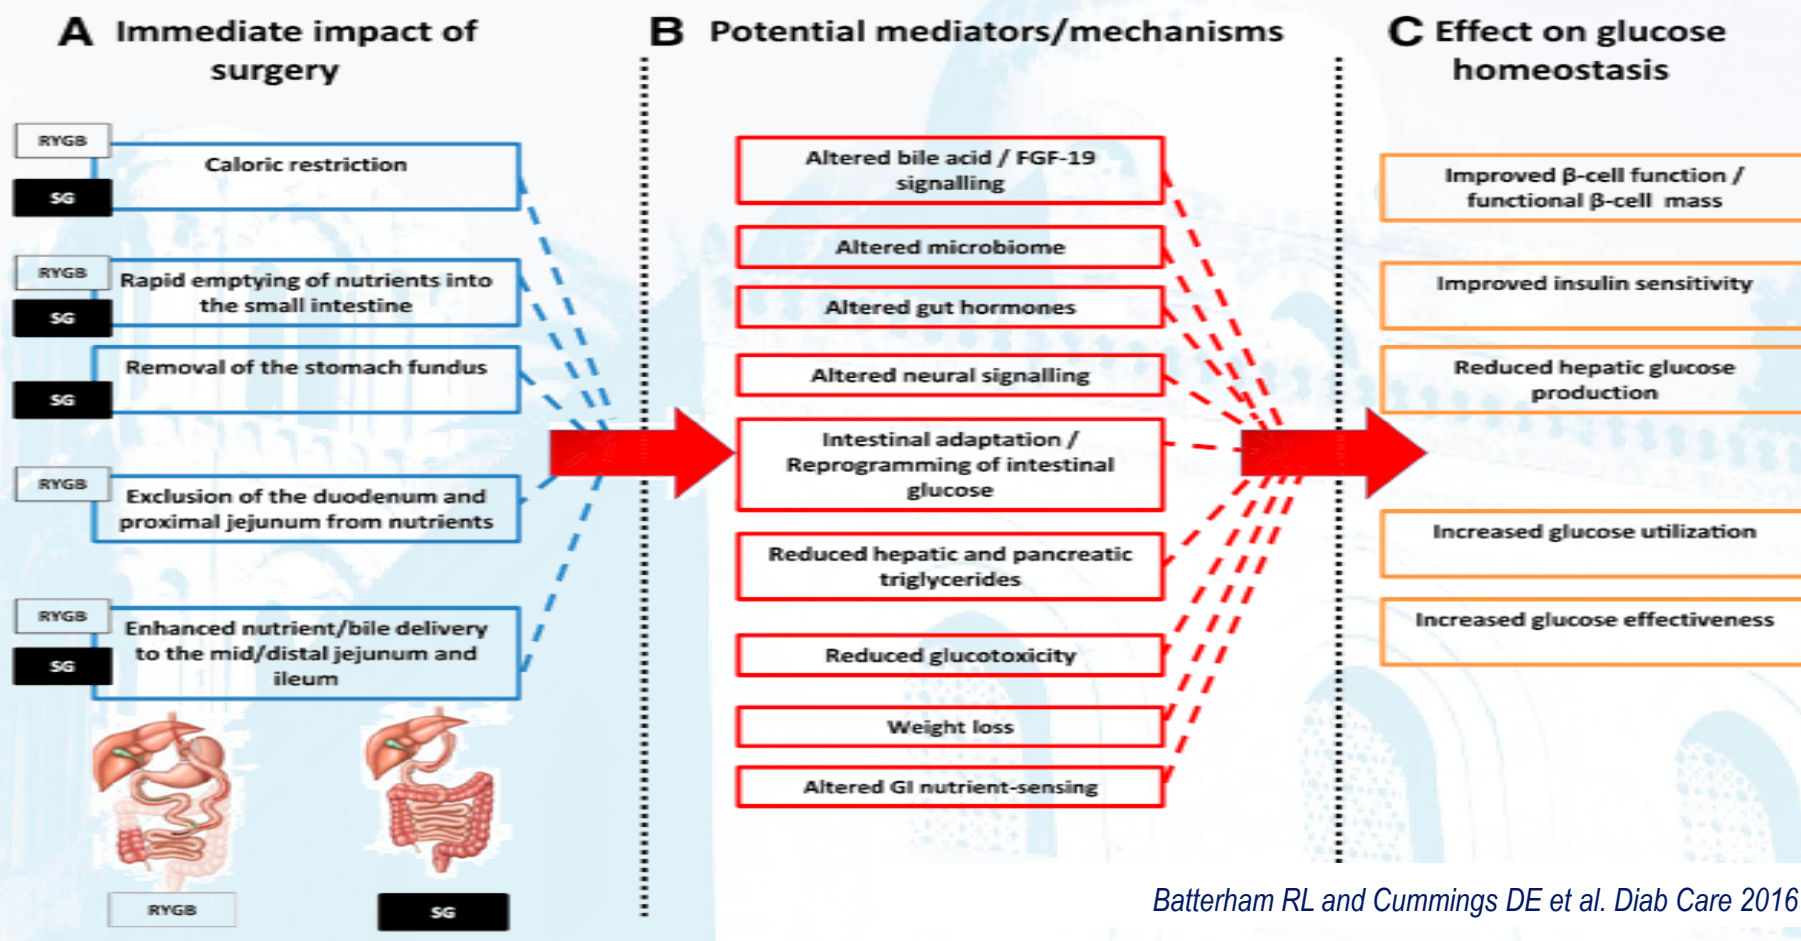 A Immediate impact of
surgery
RYGB
SG
Caloric restriction
RYGB
SG
Rapid emptying of nutrients into
the small intestine
SG
Removal of the stomach fundus
RYGB
Exclusion of the duodenum and
proximal jejunum from nutrients
RYGB
SG
Enhanced nutrient/bile delivery
to the mid/distal jejunum and
ileum
RYGB
SG
B Potential mediators/mechanisms
Altered bile acid / FGF-19
signalling
Altered microbiome
Altered gut hormones
Altered neural signalling
Intestinal adaptation /
Reprogramming of intestinal
glucose
Reduced hepatic and pancreatic
triglycerides
Reduced glucotoxicity
Weight loss
Altered GI nutrient-sensing
C Effect on glucose
homeostasis
Improved β-cell function /
functional β-cell mass
Improved insulin sensitivity
Reduced hepatic glucose
production
Increased glucose utilization
Increased glucose effectiveness
Batterham RL and Cummings DE et al. Diab Care 2016